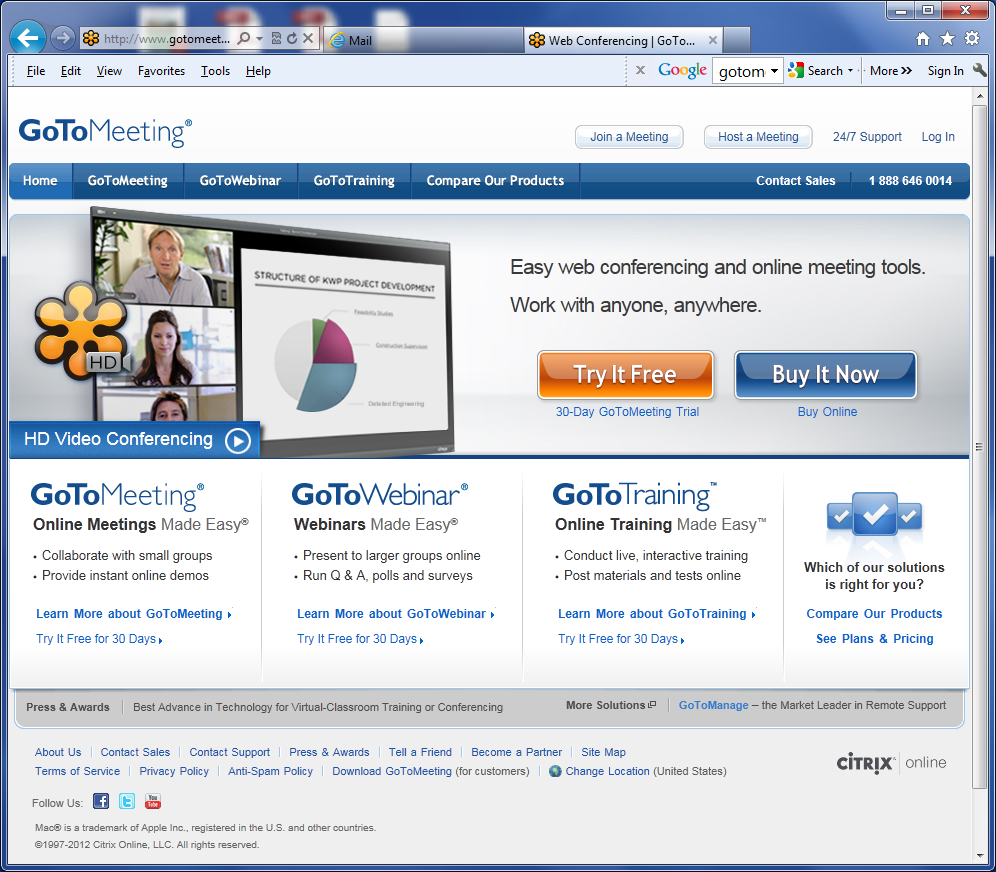 http://www.gotomeet...
Mail
Web Conferencing | GoTo...
File Edit View Favorites Tools Help
Google gotom Search More Sign In
GoToMeeting®
Join a Meeting Host a Meeting 24/7 Support Log In
Home GoToMeeting GoToWebinar GoToTraining Compare Our Products Contact Sales 1 888 646 0014
STRUCTURE OF KWP PROJECT DEVELOPMENT
Feasibility Studies
Construction Supervision
Detailed Engineering
HD
HD Video Conferencing
Easy web conferencing and online meeting tools.
Work with anyone, anywhere.
Try It Free Buy It Now
30-Day GoToMeeting Trial Buy Online
GoToMeeting®
Online Meetings Made Easy®
• Collaborate with small groups
• Provide instant online demos
Learn More about GoToMeeting
Try It Free for 30 Days
GoToWebinar®
Webinars Made Easy®
• Present to larger groups online
• Run Q & A, polls and surveys
Learn More about GoToWebinar
Try It Free for 30 Days
GoToTraining™
Online Training Made Easy™
• Conduct live, interactive training
• Post materials and tests online
Learn More about GoToTraining
Try It Free for 30 Days
Which of our solutions
is right for you?
Compare Our Products
See Plans & Pricing
Press & Awards Best Advance in Technology for Virtual-Classroom Training or Conferencing More Solutions GoToManage – the Market Leader in Remote Support
About Us Contact Sales Contact Support Press & Awards Tell a Friend Become a Partner Site Map
Terms of Service Privacy Policy Anti-Spam Policy Download GoToMeeting (for customers) Change Location (United States)
CITRIX online
Follow Us: You Tube
Mac® is a trademark of Apple Inc., registered in the U.S. and other countries.
©1997-2012 Citrix Online, LLC. All rights reserved.